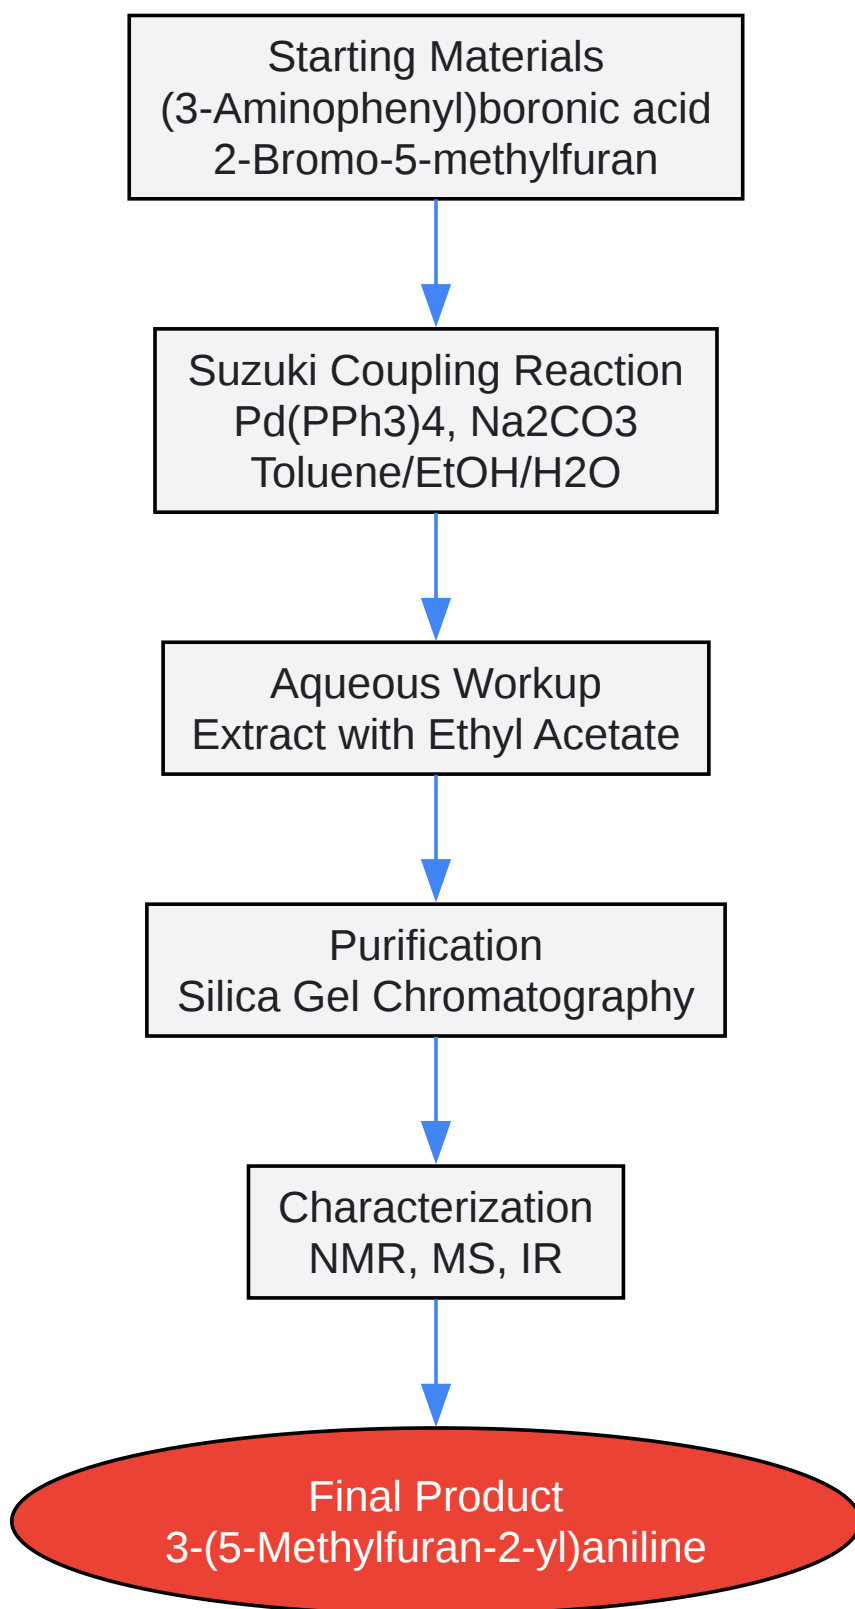 Starting Materials
(3-Aminophenyl)boronic acid
2-Bromo-5-methylfuran
Suzuki Coupling Reaction
Pd(PPh3)4, Na2CO3
Toluene/EtOH/H2O
Aqueous Workup
Extract with Ethyl Acetate
Purification
Silica Gel Chromatography
Characterization
NMR, MS, IR
Final Product
3-(5-Methylfuran-2-yl)aniline